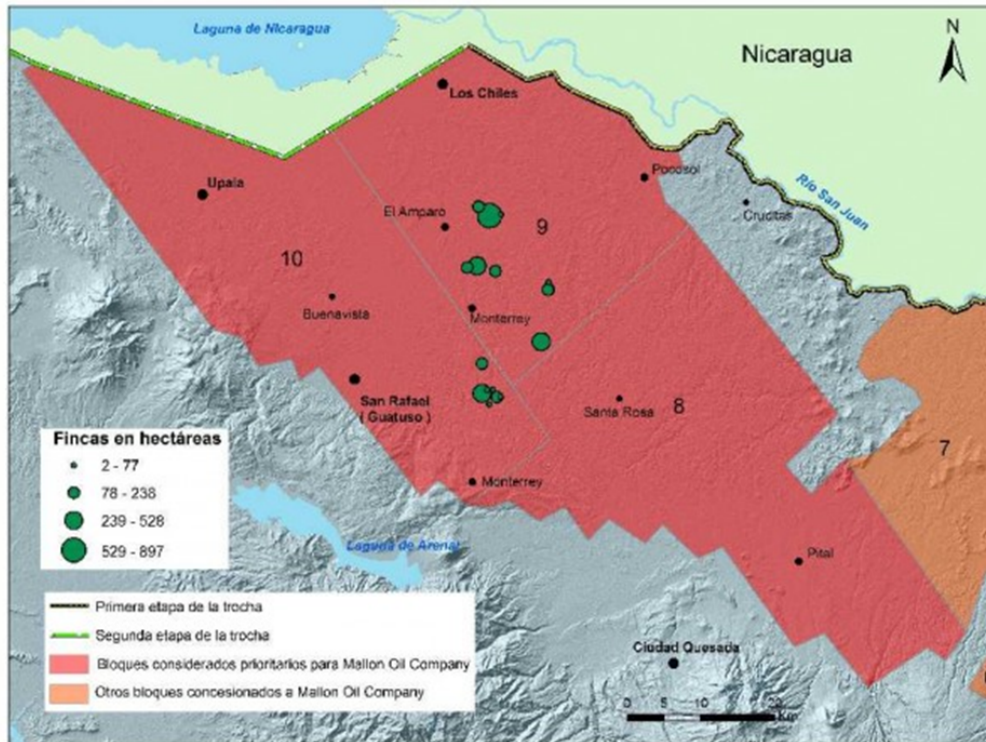 Laguna de Nicaragua
Nicaragua
N
Los Chiles
Upala
Pocosol
Río San Juan
Crucitas
El Amparo
9
10
Buenavista
Monterrey
San Rafael
( Guatuso )
Santa Rosa
8
7
Fincas en hectáreas
2 - 77
78 - 238
239 - 528
529 - 897
Monterrey
Laguna de Arenal
Pital
Primera etapa de la trocha
Segunda etapa de la trocha
Bloques considerados prioritarios para Mallon Oil Company
Otros bloques concesionados a Mallon Oil Company
Ciudad Quesada
0 5 10 20
Km